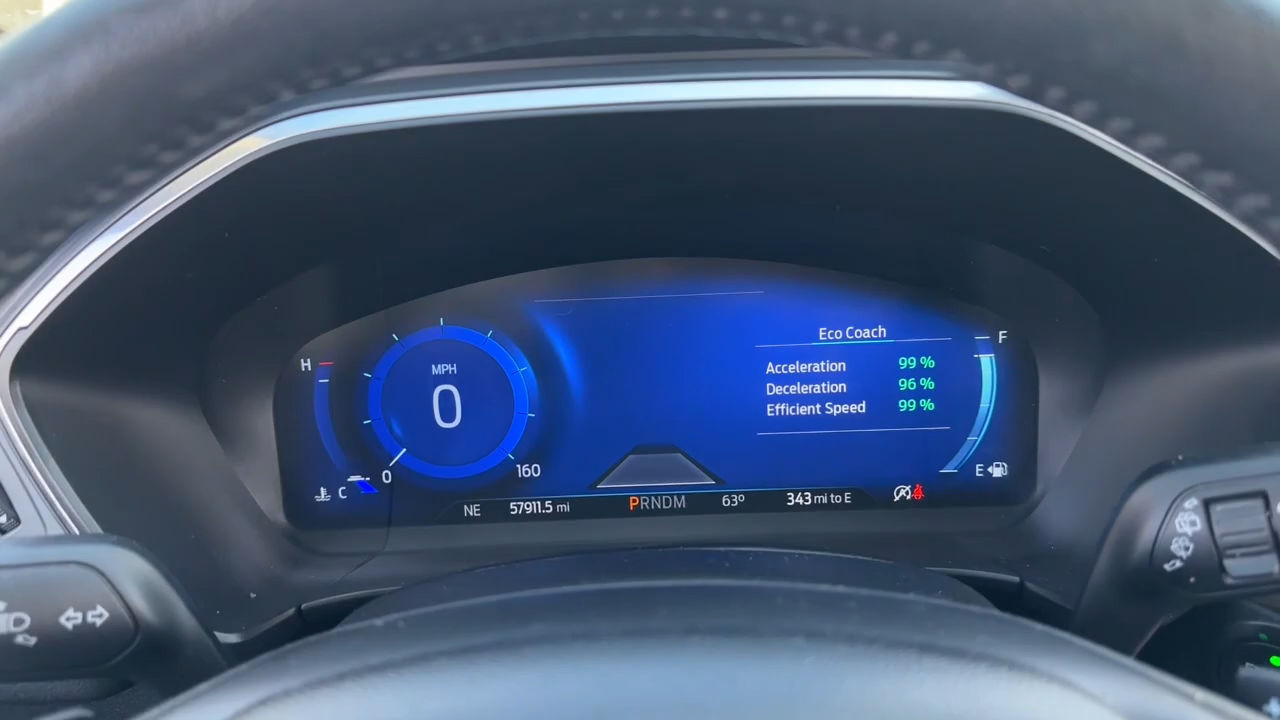 Eco Coach
Acceleration 99 %
Deceleration 96 %
Efficient Speed 99 %
H
C
MPH
0
0
160
F
E
NE 57911.5 mi PRNDM 63º 343 mi to E